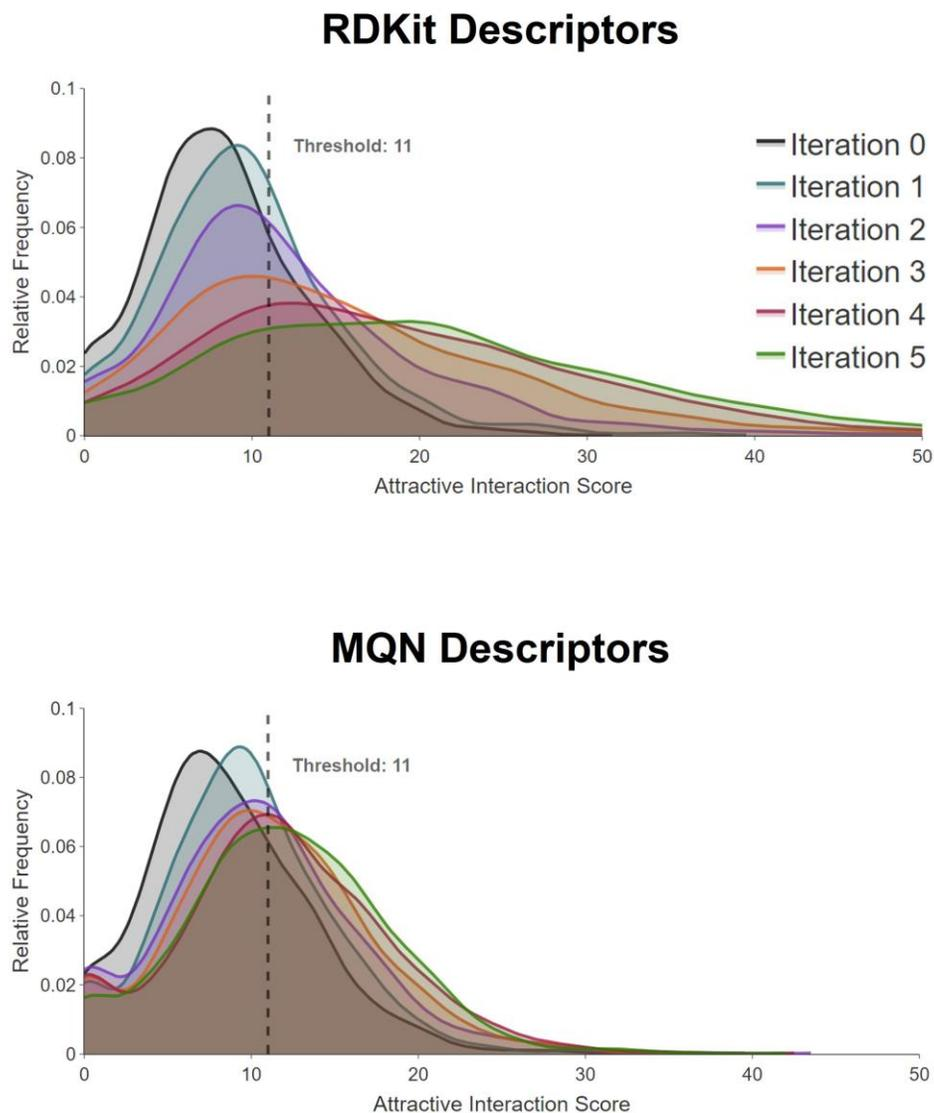 RDKit Descriptors
0.1
0.08
0.06
0.04
0.02
0
Relative Frequency
Threshold: 11
Iteration 0
Iteration 1
Iteration 2
Iteration 3
Iteration 4
Iteration 5
0 10 20 30 40 50
Attractive Interaction Score
MQN Descriptors
0.1
0.08
0.06
0.04
0.02
0
Relative Frequency
Threshold: 11
0 10 20 30 40 50
Attractive Interaction Score